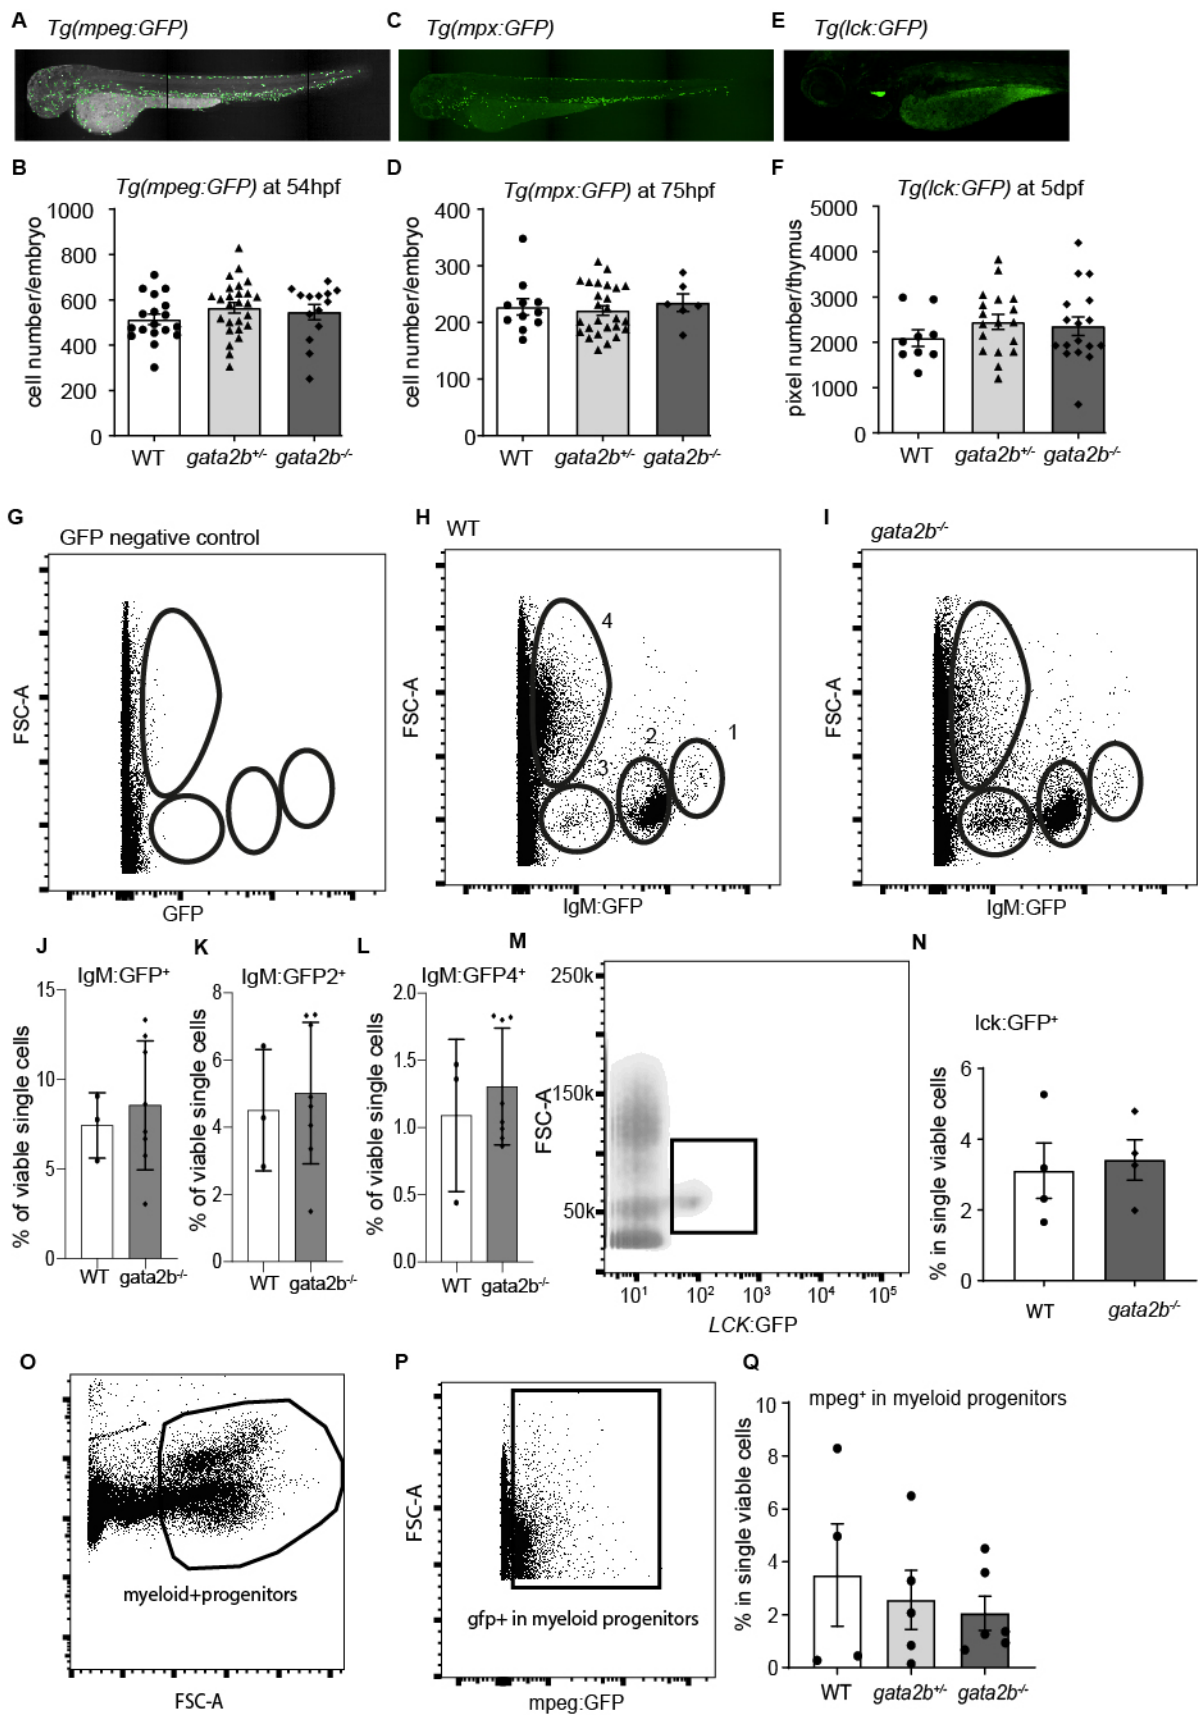 A Tg(mpeg:GFP)
C Tg(mpx:GFP)
E Tg(lck:GFP)
B Tg(mpeg:GFP) at 54hpf
cell number/embryo
1000
800
600
400
200
0
WT gata2b+/- gata2b-/-
D Tg(mpx:GFP) at 75hpf
cell number/embryo
400
300
200
100
0
WT gata2b+/- gata2b-/-
F Tg(lck:GFP) at 5dpf
pixel number/thymus
5000
4000
3000
2000
1000
0
WT gata2b+/- gata2b-/-
G GFP negative control
FSC-A
GFP
H WT
FSC-A
4
3
2
1
IgM:GFP
I gata2b-/-
FSC-A
IgM:GFP
J IgM:GFP+
% of viable single cells
15
10
5
0
WT gata2b-/-
K IgM:GFP2+
% of viable single cells
8
6
4
2
0
WT gata2b-/-
L IgM:GFP4+
% of viable single cells
2.0
1.5
1.0
0.5
0.0
WT gata2b-/-
M
FSC-A
250k
150k
50k
10¹ 10² 10³ 10⁴ 10⁵
LCK:GFP
N
lck:GFP+
% in single viable cells
6
4
2
0
WT gata2b-/-
O
myeloid+progenitors
FSC-A
P
FSC-A
gfp+ in myeloid progenitors
mpeg:GFP
Q
mpeg+ in myeloid progenitors
% in single viable cells
10
8
6
4
2
0
WT gata2b+/- gata2b-/-